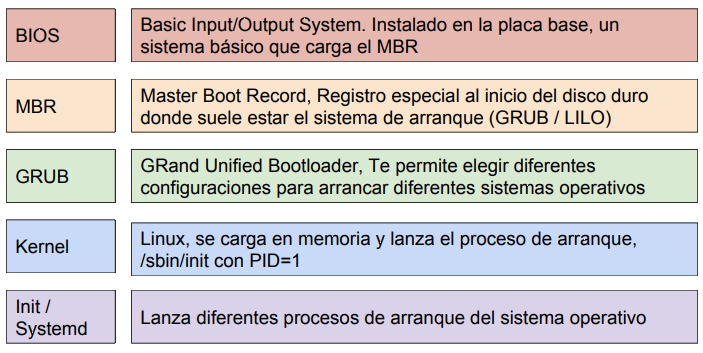 BIOS
Basic Input/Output System. Instalado en la placa base, un
sistema básico que carga el MBR
MBR
Master Boot Record, Registro especial al inicio del disco duro
donde suele estar el sistema de arranque (GRUB / LILO)
GRUB
GRand Unified Bootloader, Te permite elegir diferentes
configuraciones para arrancar diferentes sistemas operativos
Kernel
Linux, se carga en memoria y lanza el proceso de arranque,
/sbin/init con PID=1
Init /
Systemd
Lanza diferentes procesos de arranque del sistema operativo